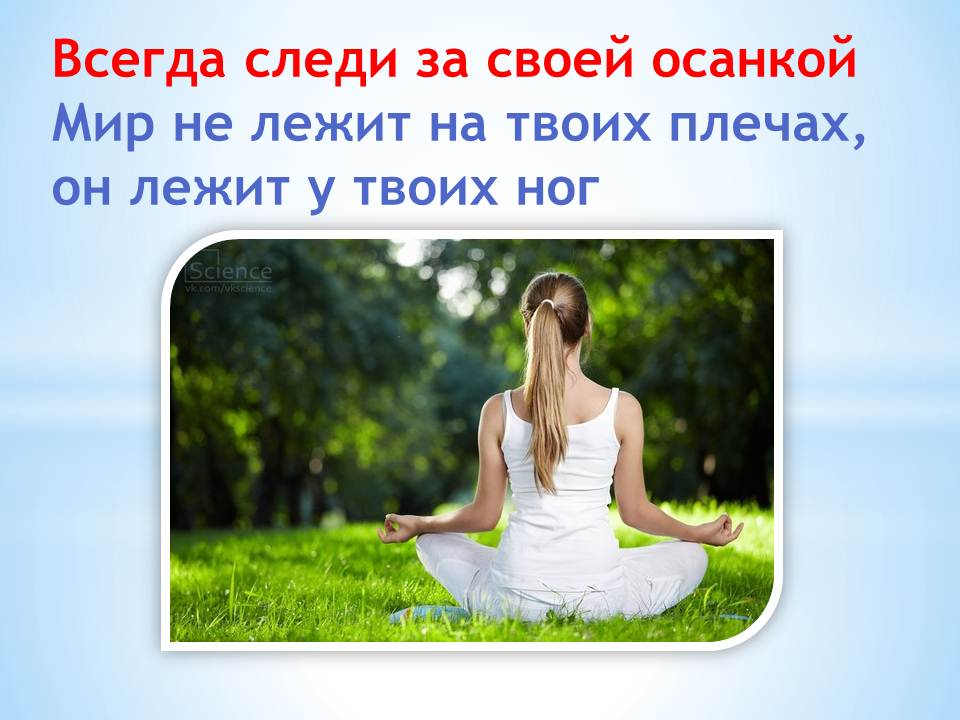 Всегда следи за своей осанкой
Мир не лежит на твоих плечах,
он лежит у твоих ног
Science
vk.com/vkscience